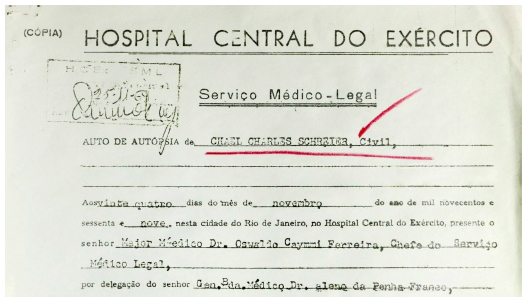 (CÓPIA) HOSPITAL CENTRAL DO EXÉRCITO
Serviço Médico-Legal
AUTO DE AUTÓPSIA de CHAEL CHARLES SCHREIER, Civil,
Aos vinte quatro dias do mês de novembro do ano de mil novecentos e
sessenta e nove, nesta cidade do Rio de Janeiro, no Hospital Central do Exército, presente o
senhor Major Médico Dr. Oswaldo Caymmi Ferreira, Chefe do Serviço
Médico Legal,
por delegação do senhor Gen.Bda.Médico Dr. da Penha Franco,